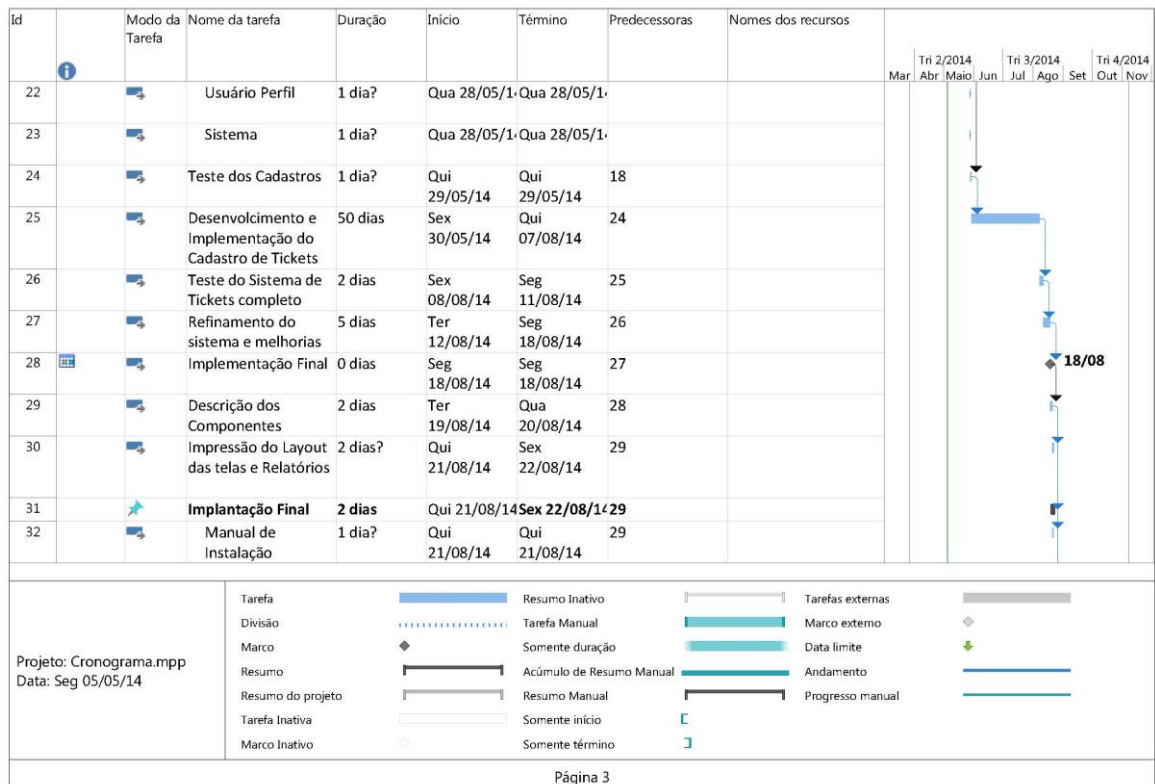 Id Modo da Nome da tarefa Duração Início Término Predecessoras Nomes dos recursos
Tarefa
Tri 2/2014 Tri 3/2014 Tri 4/2014
Mar Abr Maio Jun Jul Ago Set Out Nov
22 Usuário Perfil 1 dia? Qua 28/05/14 Qua 28/05/14
23 Sistema 1 dia? Qua 28/05/14 Qua 28/05/14
24 Teste dos Cadastros 1 dia? Qui Qui 18
29/05/14 29/05/14
25 Desenvolcimento e 50 dias Sex Qui 24
Implementação do 30/05/14 07/08/14
Cadastro de Tickets
26 Teste do Sistema de 2 dias Sex Seg 25
Tickets completo 08/08/14 11/08/14
27 Refinamento do 5 dias Ter Seg 26
sistema e melhorias 12/08/14 18/08/14
28 Implementação Final 0 dias Seg Seg 27 18/08
18/08/14 18/08/14
29 Descrição dos 2 dias Ter Qua 28
Componentes 19/08/14 20/08/14
30 Impressão do Layout 2 dias? Qui Sex 29
das telas e Relatórios 21/08/14 22/08/14
31 Implantação Final 2 dias Qui 21/08/14 Sex 22/08/14 29
32 Manual de 1 dia? Qui Qui 29
Instalação 21/08/14 21/08/14
Projeto: Cronograma.mpp
Data: Seg 05/05/14
Tarefa Resumo Inativo Tarefas externas
Divisão Tarefa Manual Marco externo
Marco Somente duração Data limite
Resumo Acúmulo de Resumo Manual Andamento
Resumo do projeto Resumo Manual Progresso manual
Tarefa Inativa Somente início
Marco Inativo Somente término
Página 3